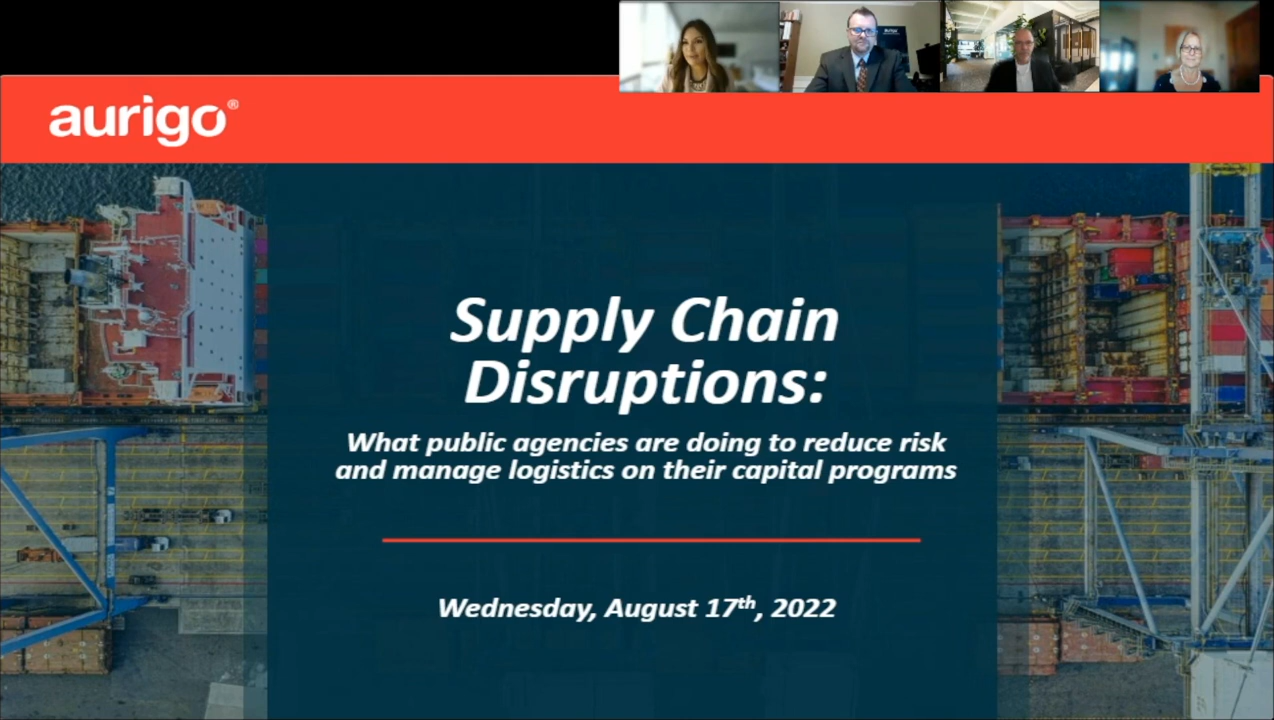 aurigo®
Supply Chain
Disruptions:
What public agencies are doing to reduce risk
and manage logistics on their capital programs
Wednesday, August 17th, 2022